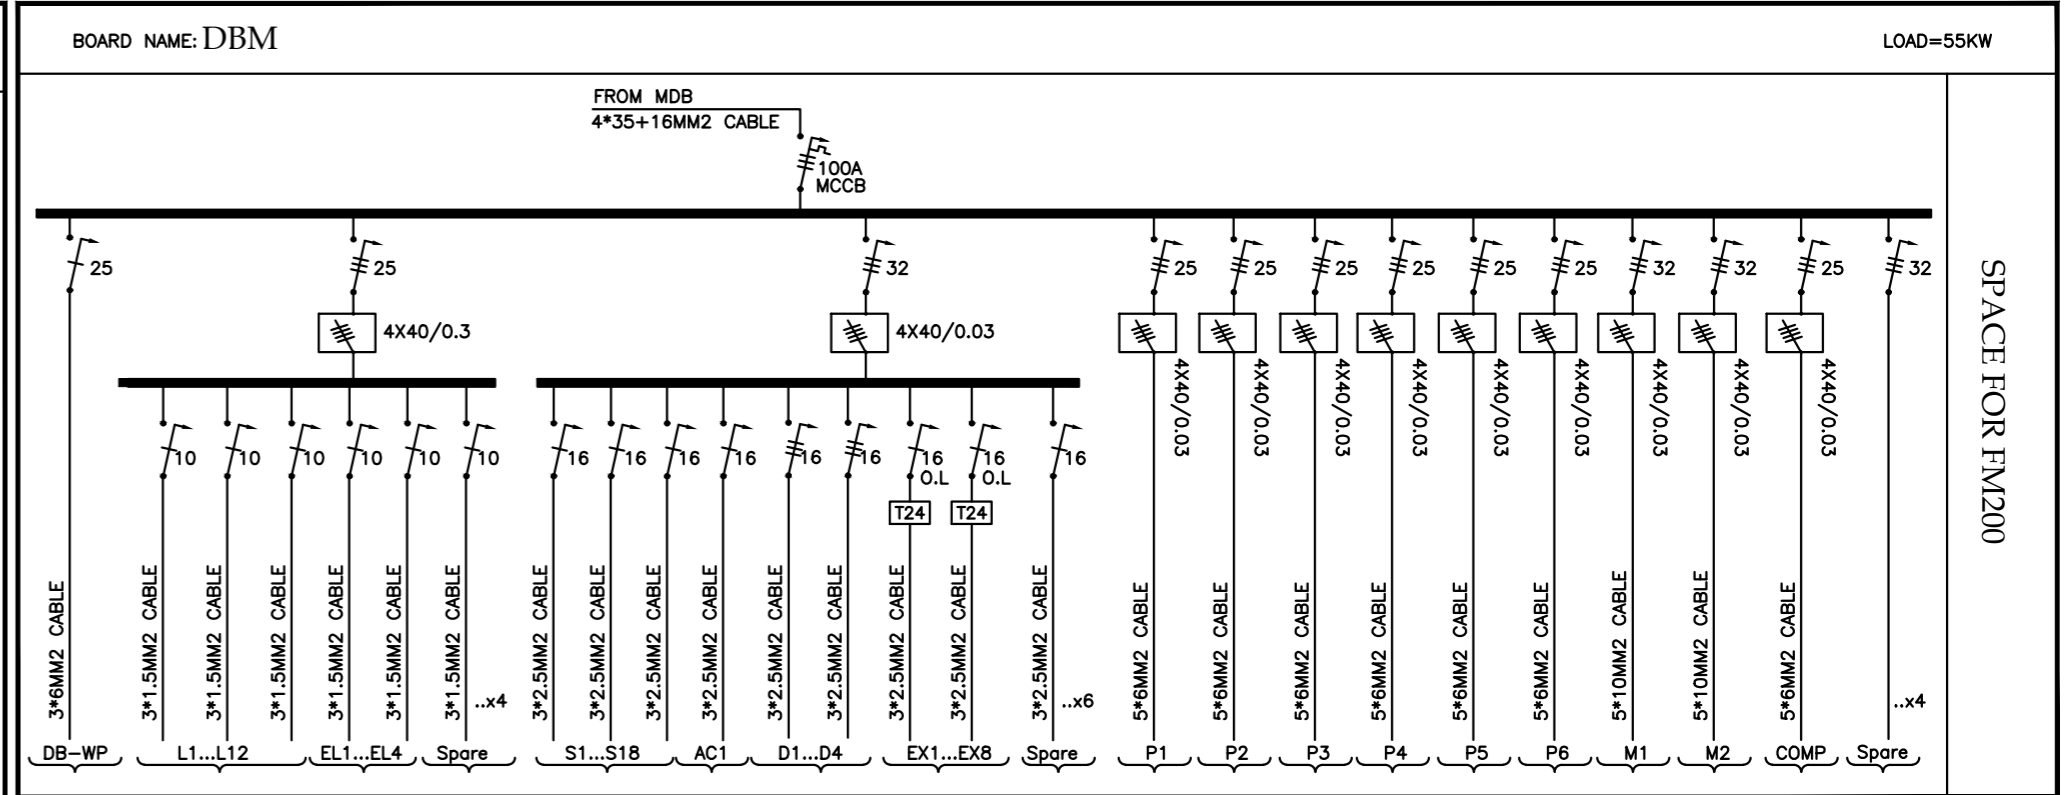 BOARD NAME: DBM
LOAD=55KW
FROM MDB
4*35+16MM2 CABLE
100A
MCCB
25
25
32
25
25
25
25
25
25
32
32
25
32
4X40/0.3
4X40/0.03
4X40/0.03
4X40/0.03
4X40/0.03
4X40/0.03
4X40/0.03
4X40/0.03
4X40/0.03
4X40/0.03
4X40/0.03
10
10
10
10
10
10
16
16
16
16
16
16
16
O.L
16
O.L
16
T24
T24
3*6MM2 CABLE
3*1.5MM2 CABLE
3*1.5MM2 CABLE
3*1.5MM2 CABLE
3*1.5MM2 CABLE
3*1.5MM2 CABLE
3*1.5MM2 CABLE
..x4
3*2.5MM2 CABLE
3*2.5MM2 CABLE
3*2.5MM2 CABLE
3*2.5MM2 CABLE
3*2.5MM2 CABLE
3*2.5MM2 CABLE
3*2.5MM2 CABLE
3*2.5MM2 CABLE
3*2.5MM2 CABLE
..x6
5*6MM2 CABLE
5*6MM2 CABLE
5*6MM2 CABLE
5*6MM2 CABLE
5*6MM2 CABLE
5*6MM2 CABLE
5*10MM2 CABLE
5*10MM2 CABLE
5*6MM2 CABLE
..x4
DB-WP
L1...L12
EL1...EL4
Spare
S1...S18
AC1
D1...D4
EX1...EX8
Spare
P1
P2
P3
P4
P5
P6
M1
M2
COMP
Spare
SPACE FOR FM200